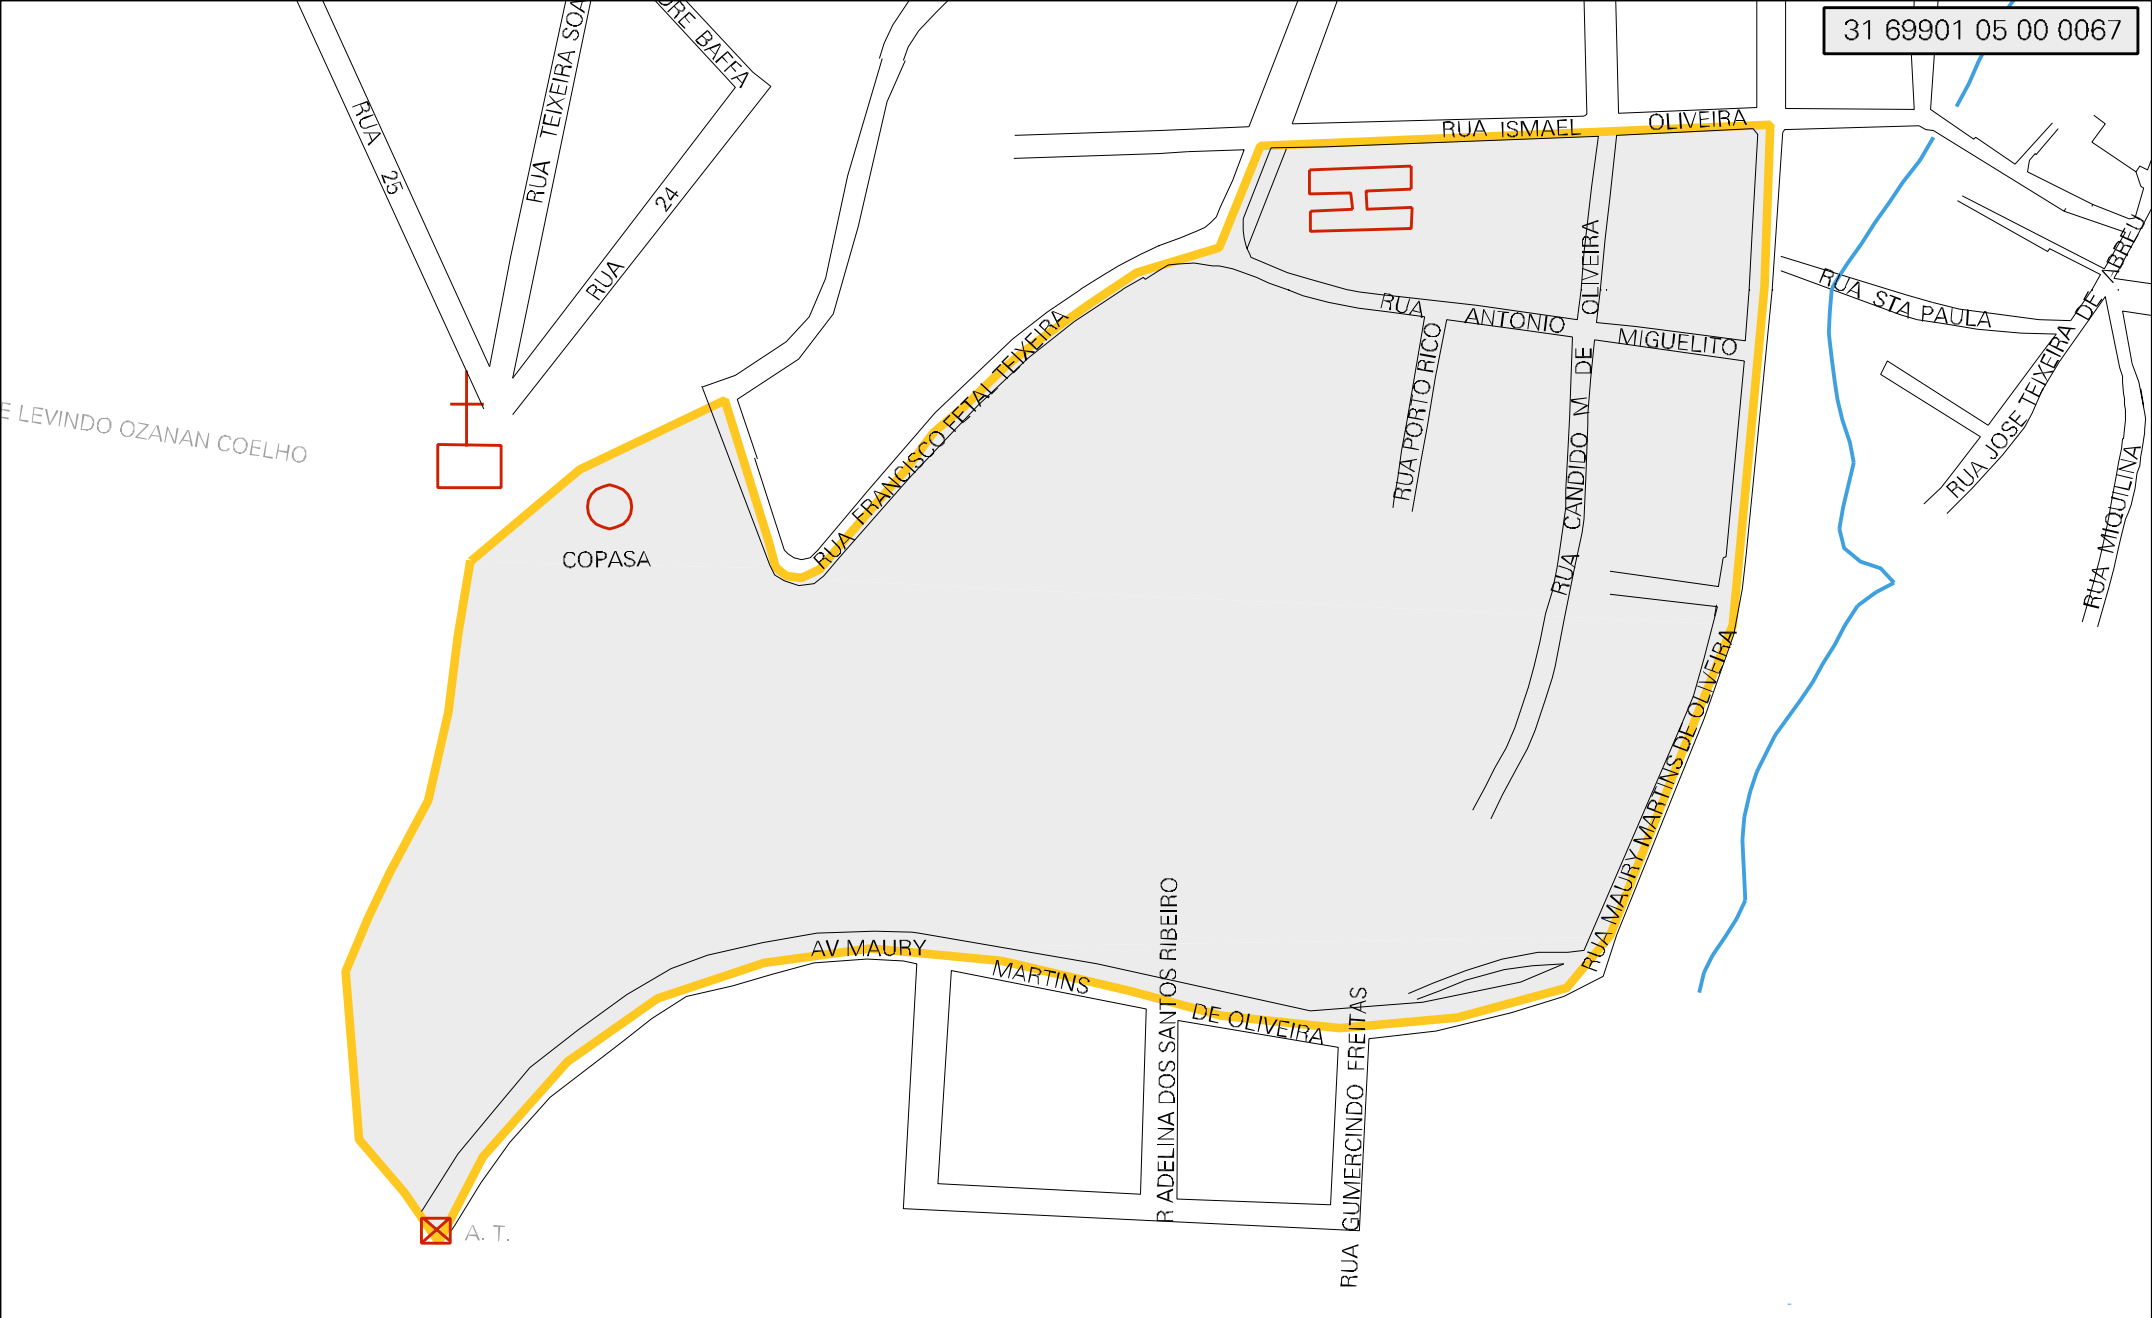 31 69901 05 00 0067
RUA 25
RUA TEIXEIRA SOA
DRE BAFFA
RUA 24
RUA ISMAEL OLIVEIRA
E LEVINDO OZANAN COELHO
COPASA
RUA FRANCISCO FETAL TEIXEIRA
RUA ANTONIO MIGUELITO
RUA PORTO RICO
RUA CANDIDO M DE OLIVEIRA
RUA STA PAULA
RUA JOSE TEIXEIRA DE ABREU
RUA MIQUILINA
RUA MAURY MARTINS DE OLIVEIRA
AV MAURY MARTINS DE OLIVEIRA
R ADELINA DOS SANTOS RIBEIRO
RUA GUMERCINDO FREITAS
A. T.